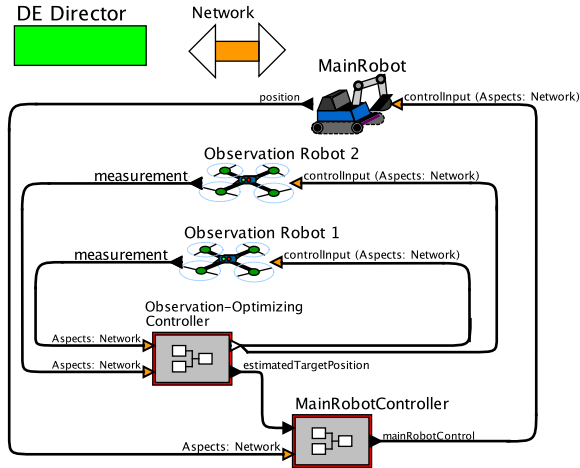 DE Director
Network
MainRobot
position
controlInput (Aspects: Network)
Observation Robot 2
measurement
controlInput (Aspects: Network)
Observation Robot 1
measurement
controlInput (Aspects: Network)
Observation-Optimizing
Controller
Aspects: Network
Aspects: Network
estimatedTargetPosition
MainRobotController
Aspects: Network
mainRobotControl